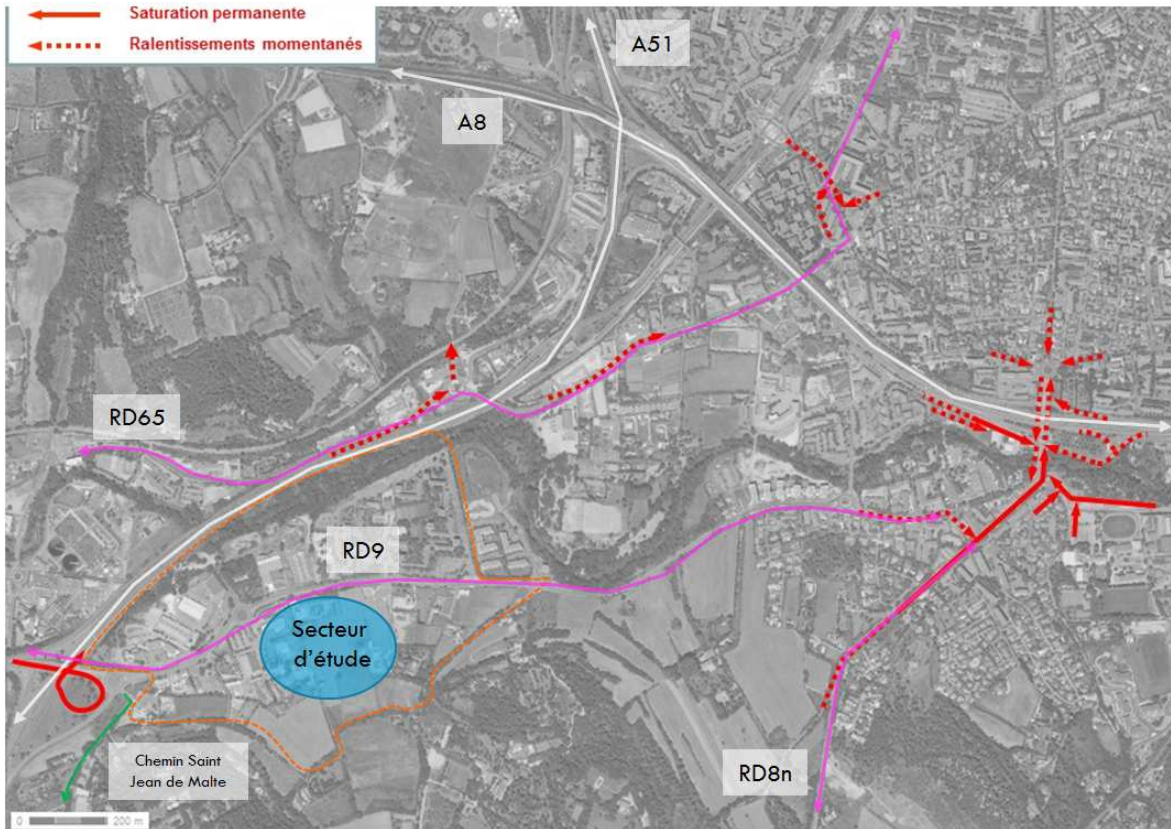 Saturation permanente
Ralentissements momentanés
A51
A8
RD65
RD9
Secteur
d'étude
Chemin Saint
Jean de Malte
RD8n
0 200 m